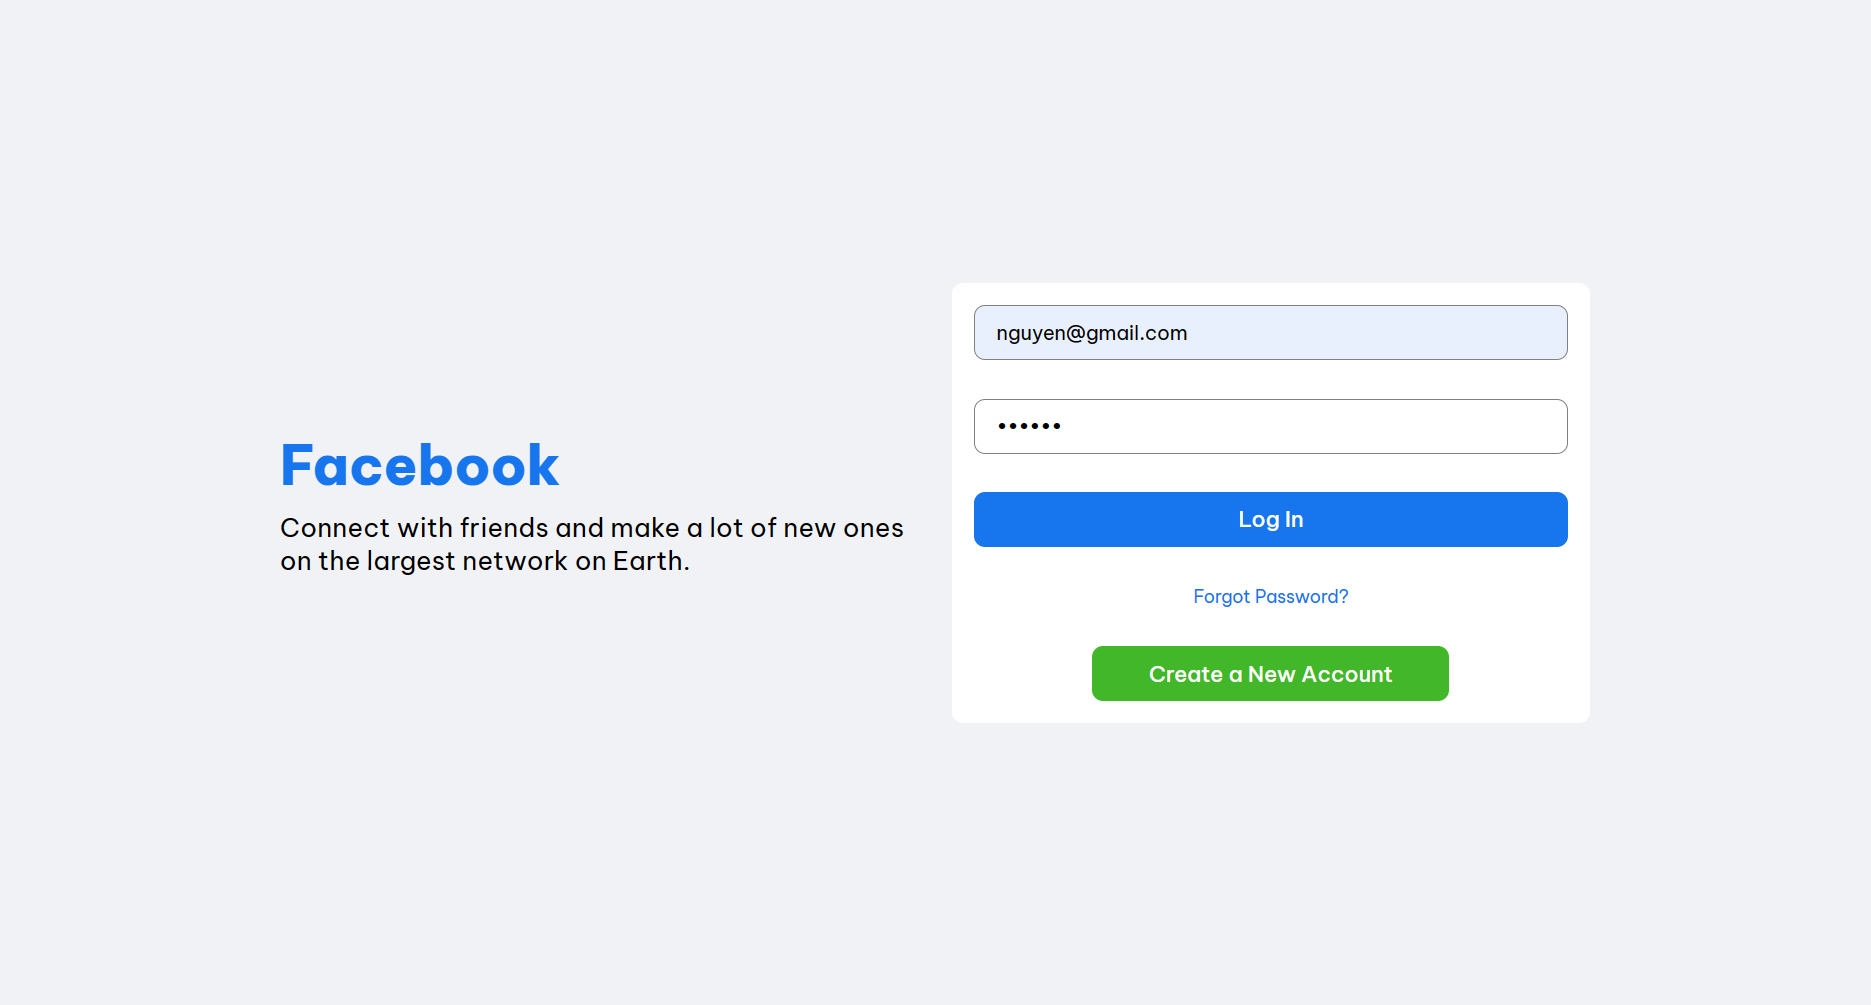 Facebook
Connect with friends and make a lot of new ones
on the largest network on Earth.
nguyen@gmail.com
••••••
Log In
Forgot Password?
Create a New Account